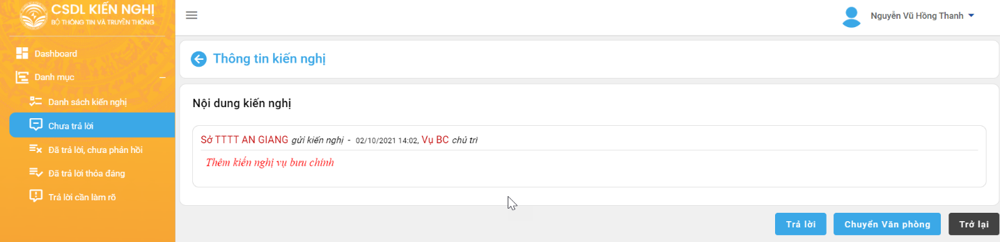 CSDL KIẾN NGHỊ
BỘ THÔNG TIN VÀ TRUYỀN THÔNG
Nguyễn Vũ Hồng Thanh
Dashboard
Danh mục
Danh sách kiến nghị
Chưa trả lời
Đã trả lời, chưa phản hồi
Đã trả lời thỏa đáng
Trả lời cần làm rõ
Thông tin kiến nghị
Nội dung kiến nghị
Sở TTTT AN GIANG gửi kiến nghị - 02/10/2021 14:02, Vụ BC chủ trì
Thêm kiến nghị vụ bưu chính
Trả lời
Chuyển Văn phòng
Trở lại